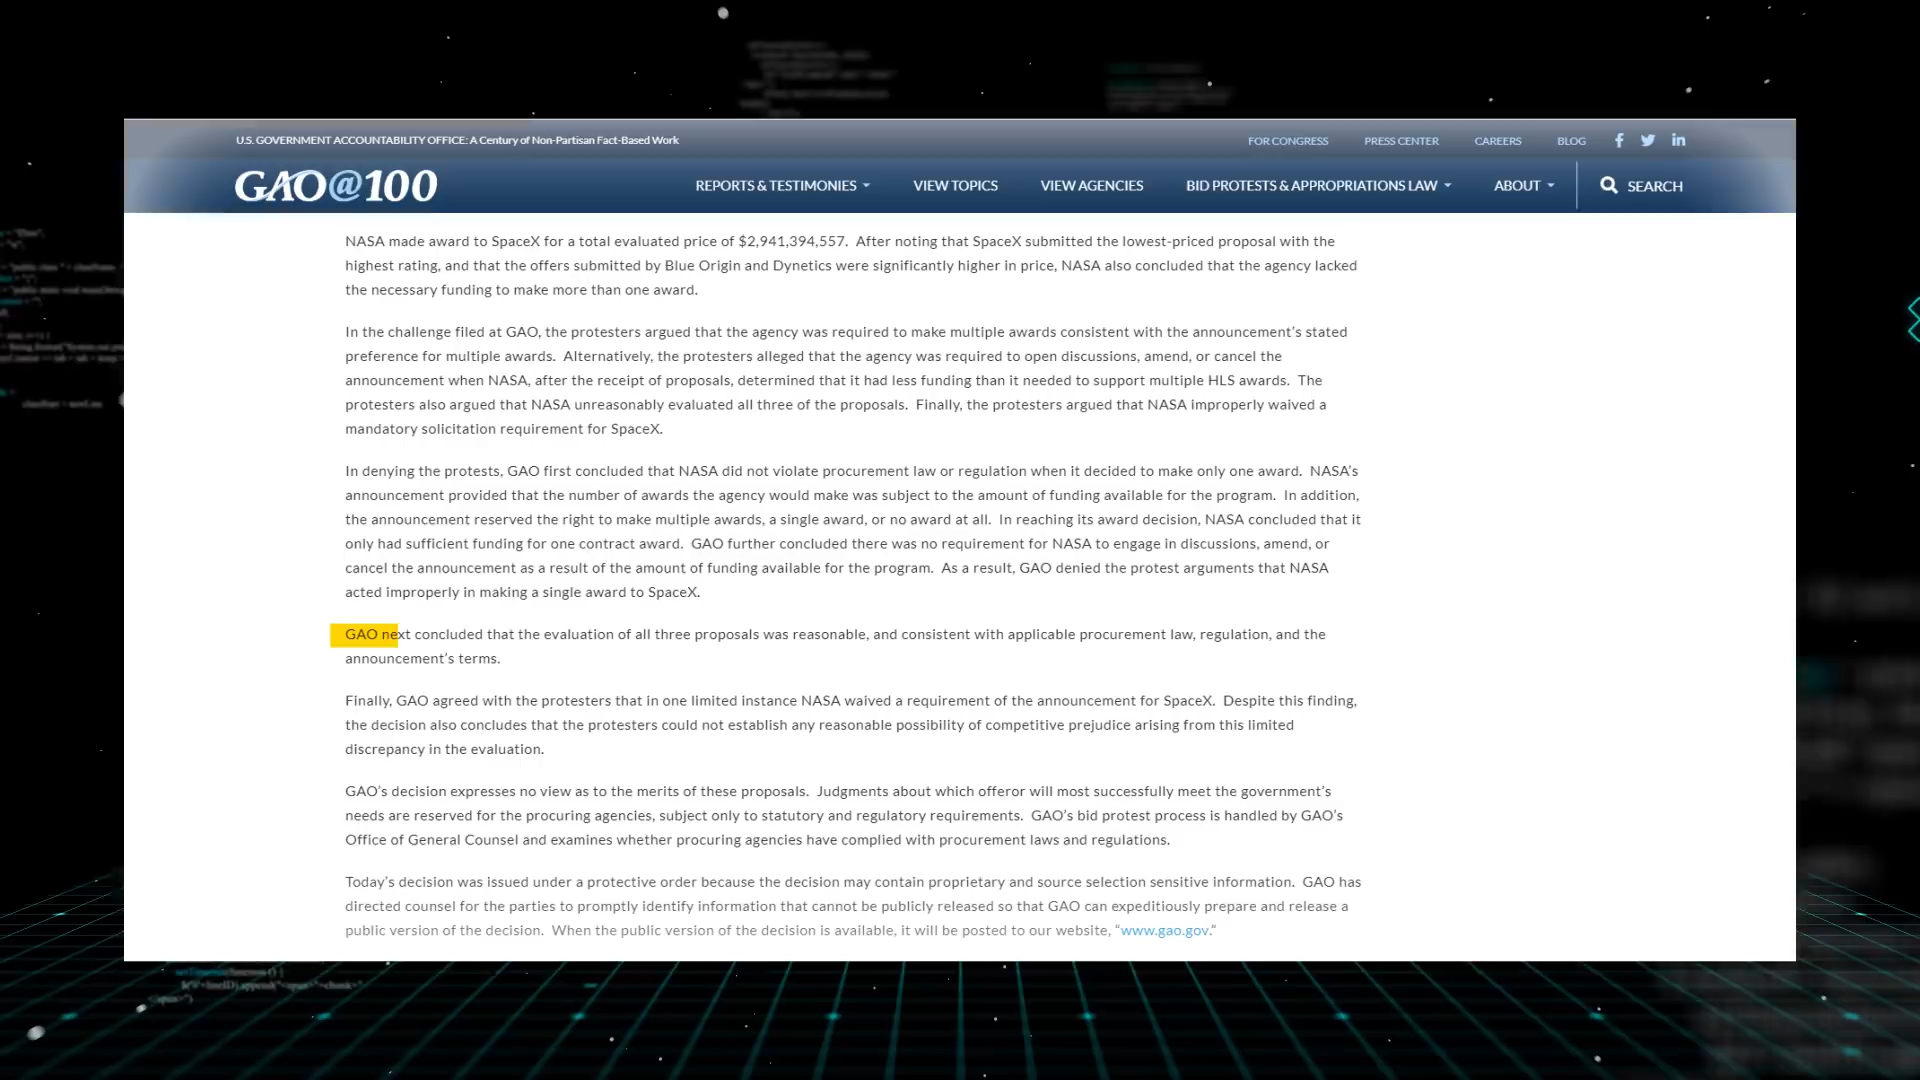 U.S. GOVERNMENT ACCOUNTABILITY OFFICE: A Century of Non-Partisan Fact-Based Work
FOR CONGRESS PRESS CENTER CAREERS BLOG
GAO@100
REPORTS & TESTIMONIES VIEW TOPICS VIEW AGENCIES BID PROTESTS & APPROPRIATIONS LAW ABOUT SEARCH
NASA made award to SpaceX for a total evaluated price of $2,941,394,557. After noting that SpaceX submitted the lowest-priced proposal with the
highest rating, and that the offers submitted by Blue Origin and Dynetics were significantly higher in price, NASA also concluded that the agency lacked
the necessary funding to make more than one award.
In the challenge filed at GAO, the protesters argued that the agency was required to make multiple awards consistent with the announcement’s stated
preference for multiple awards. Alternatively, the protesters alleged that the agency was required to open discussions, amend, or cancel the
announcement when NASA, after the receipt of proposals, determined that it had less funding than it needed to support multiple HLS awards. The
protesters also argued that NASA unreasonably evaluated all three of the proposals. Finally, the protesters argued that NASA improperly waived a
mandatory solicitation requirement for SpaceX.
In denying the protests, GAO first concluded that NASA did not violate procurement law or regulation when it decided to make only one award. NASA’s
announcement provided that the number of awards the agency would make was subject to the amount of funding available for the program. In addition,
the announcement reserved the right to make multiple awards, a single award, or no award at all. In reaching its award decision, NASA concluded that it
only had sufficient funding for one contract award. GAO further concluded there was no requirement for NASA to engage in discussions, amend, or
cancel the announcement as a result of the amount of funding available for the program. As a result, GAO denied the protest arguments that NASA
acted improperly in making a single award to SpaceX.
GAO next concluded that the evaluation of all three proposals was reasonable, and consistent with applicable procurement law, regulation, and the
announcement’s terms.
Finally, GAO agreed with the protesters that in one limited instance NASA waived a requirement of the announcement for SpaceX. Despite this finding,
the decision also concludes that the protesters could not establish any reasonable possibility of competitive prejudice arising from this limited
discrepancy in the evaluation.
GAO’s decision expresses no view as to the merits of these proposals. Judgments about which offeror will most successfully meet the government’s
needs are reserved for the procuring agencies, subject only to statutory and regulatory requirements. GAO’s bid protest process is handled by GAO’s
Office of General Counsel and examines whether procuring agencies have complied with procurement laws and regulations.
Today’s decision was issued under a protective order because the decision may contain proprietary and source selection sensitive information. GAO has
directed counsel for the parties to promptly identify information that cannot be publicly released so that GAO can expeditiously prepare and release a
public version of the decision. When the public version of the decision is available, it will be posted to our website, “www.gao.gov.”